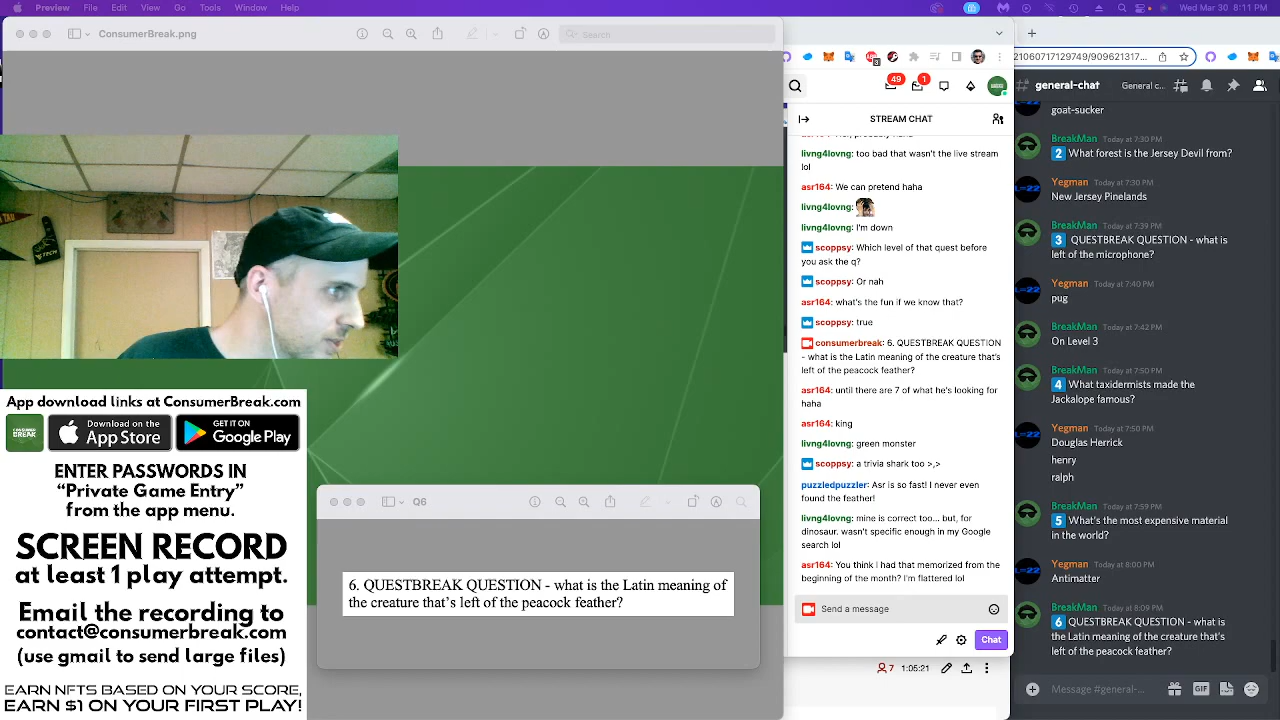 Preview File Edit View Go Tools Window Help Wed Mar 30 8:11 PM
ConsumerBreak.png
Search
21060717129749/909621317...
49
1
general-chat
General c...
STREAM CHAT
livng4lovng: too bad that wasn't the live stream
lol
asr164: We can pretend haha
livng4lovng:
livng4lovng: I'm down
scoppsy: Which level of that quest before
you ask the q?
scoppsy: Or nah
asr164: what's the fun if we know that?
scoppsy: true
consumerbreak: 6. QUESTBREAK QUESTION
- what is the Latin meaning of the creature that's
left of the peacock feather?
asr164: until there are 7 of what he's looking for
haha
asr164: king
livng4lovng: green monster
scoppsy: a trivia shark too >,>
puzzledpuzzler: Asr is so fast! I never even
found the feather!
livng4lovng: mine is correct too... but, for
dinosaur. wasn't specific enough in my Google
search lol
asr164: You think I had that memorized from the
beginning of the month? I'm flattered lol
Send a message
Chat
7 1:05:21
goat-sucker
BreakMan Today at 7:30 PM
2 What forest is the Jersey Devil from?
Yegman Today at 7:30 PM
New Jersey Pinelands
BreakMan Today at 7:39 PM
3 QUESTBREAK QUESTION - what is
left of the microphone?
Yegman Today at 7:40 PM
pug
BreakMan Today at 7:42 PM
On Level 3
BreakMan Today at 7:50 PM
4 What taxidermists made the
Jackalope famous?
Yegman Today at 7:50 PM
Douglas Herrick
henry
ralph
BreakMan Today at 7:59 PM
5 What's the most expensive material
in the world?
Yegman Today at 8:00 PM
Antimatter
BreakMan Today at 8:09 PM
6 QUESTBREAK QUESTION - what is
the Latin meaning of the creature that's
left of the peacock feather?
Message #general-...
GIF
App download links at ConsumerBreak.com
CONSUMER
BREAK
Download on the
App Store
GET IT ON
Google Play
ENTER PASSWORDS IN
“Private Game Entry”
from the app menu.
SCREEN RECORD
at least 1 play attempt.
Email the recording to
contact@consumerbreak.com
(use gmail to send large files)
EARN NFTS BASED ON YOUR SCORE,
EARN $1 ON YOUR FIRST PLAY!
Q6
6. QUESTBREAK QUESTION - what is the Latin meaning of
the creature that’s left of the peacock feather?